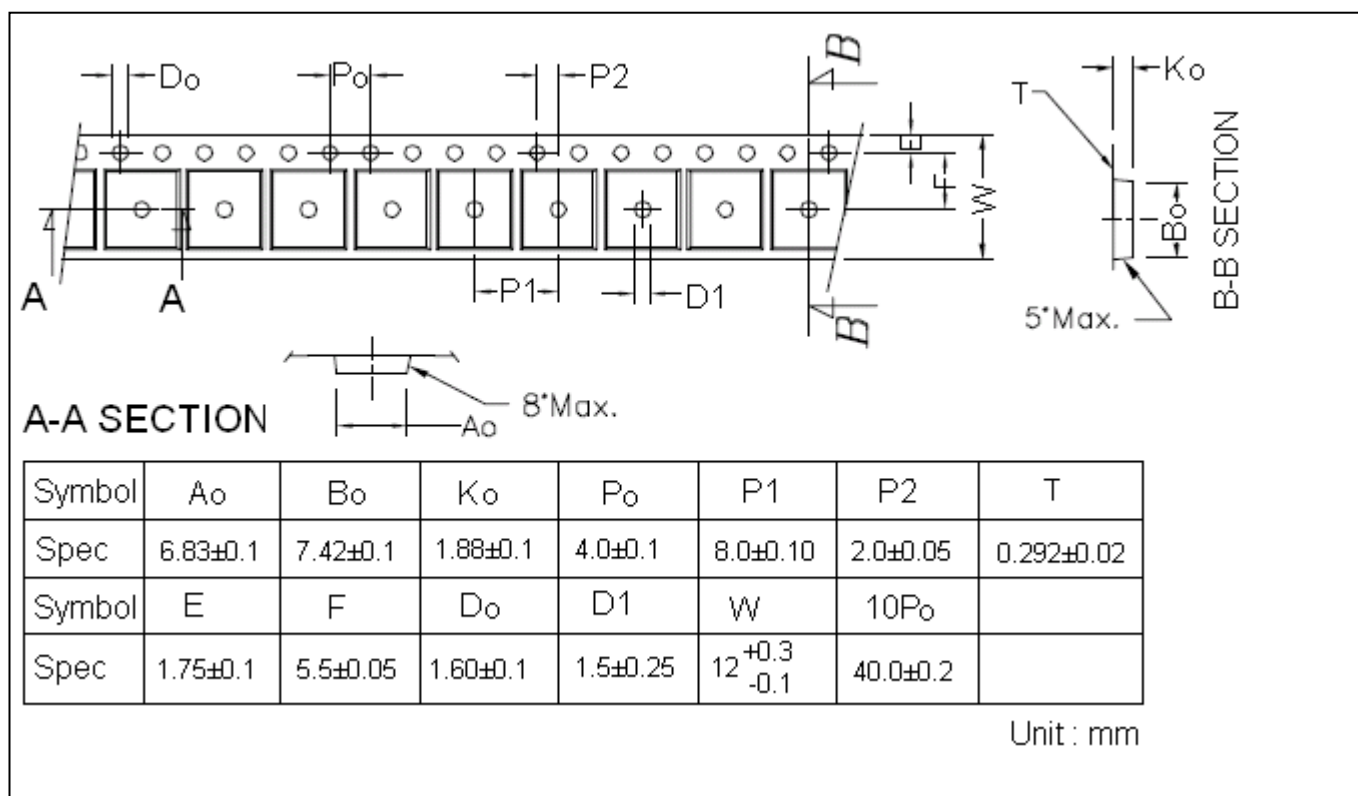 Do
Po
P2
B
Ko
T
E
F
W
Bo
B-B SECTION
A
A
P1
D1
B
5°Max.
8°Max.
A-A SECTION
Ao
Symbol Ao Bo Ko Po P1 P2 T
Spec 6.83±0.1 7.42±0.1 1.88±0.1 4.0±0.1 8.0±0.10 2.0±0.05 0.292±0.02
Symbol E F Do D1 W 10Po
Spec 1.75±0.1 5.5±0.05 1.60±0.1 1.5±0.25 12 +0.3 -0.1 40.0±0.2
Unit : mm